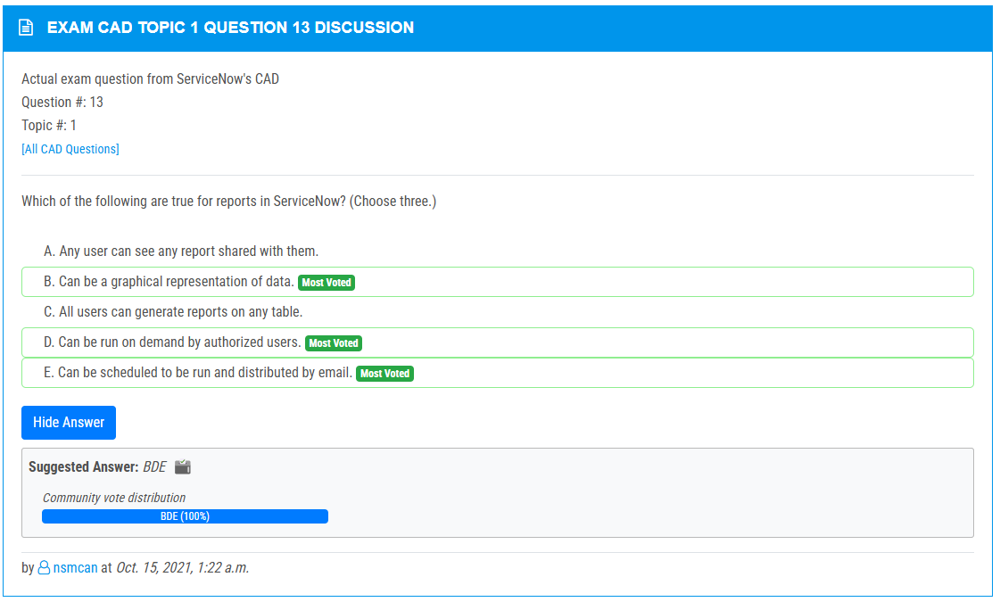 EXAM CAD TOPIC 1 QUESTION 13 DISCUSSION
Actual exam question from ServiceNow's CAD
Question #: 13
Topic #: 1
[All CAD Questions]
Which of the following are true for reports in ServiceNow? (Choose three.)
A. Any user can see any report shared with them.
B. Can be a graphical representation of data. Most Voted
C. All users can generate reports on any table.
D. Can be run on demand by authorized users. Most Voted
E. Can be scheduled to be run and distributed by email. Most Voted
Hide Answer
Suggested Answer: BDE
Community vote distribution
BDE (100%)
by nsmcan at Oct. 15, 2021, 1:22 a.m.